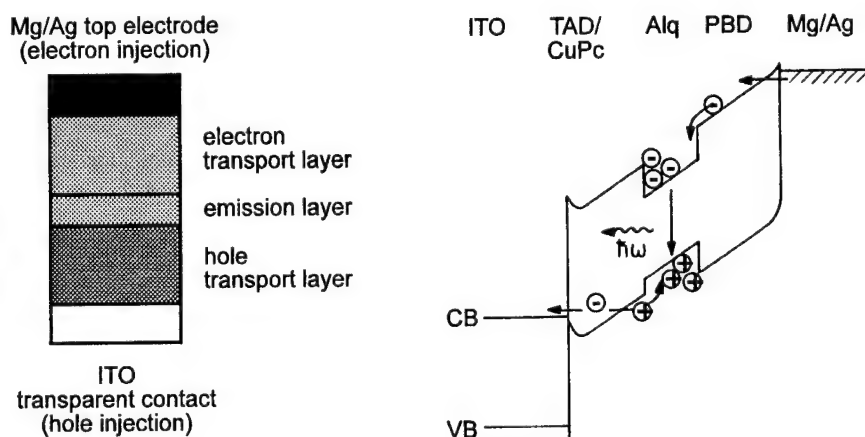 Mg/Ag top electrode
(electron injection)
electron
transport layer
emission layer
hole
transport layer
ITO
transparent contact
(hole injection)
ITO TAD/ Alq PBD Mg/Ag
CuPc
ħω
CB
VB